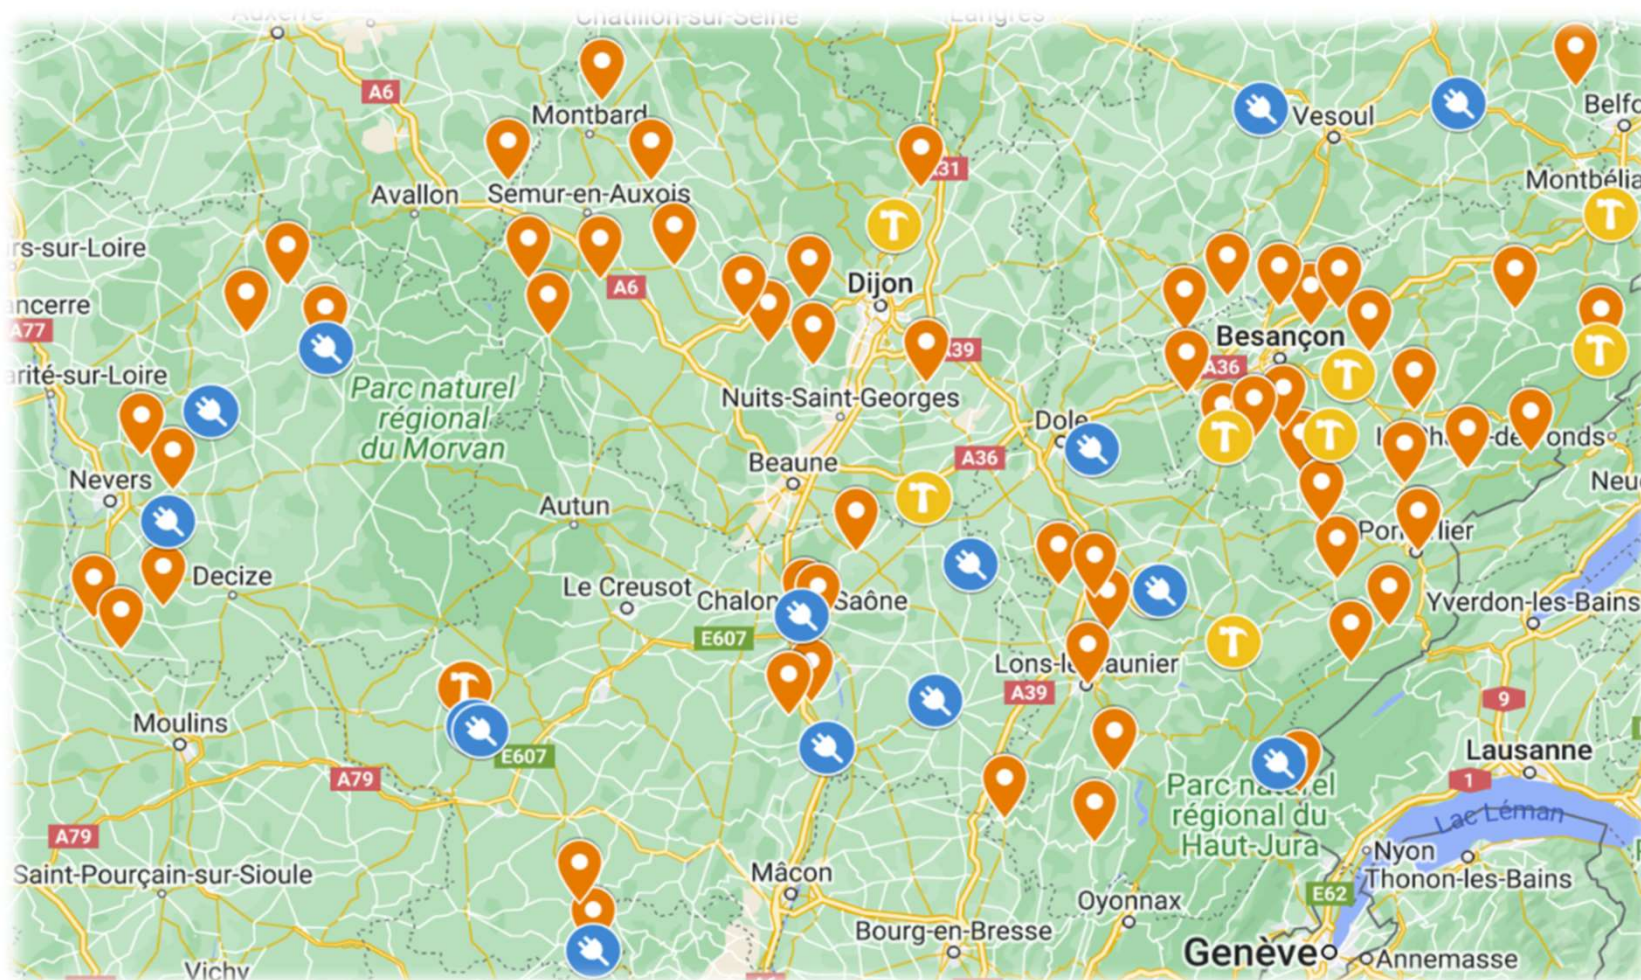 Auxerre
Châtillon-sur-Seine
Langres
A6
Montbard
Vesoul
Belfo
A31
Montbélia
Avallon
Semur-en-Auxois
rs-sur-Loire
A6
Dijon
ancerre
A77
Besançon
A39
A36
arité-sur-Loire
Parc naturel
régional
du Morvan
Nuits-Saint-Georges
Dole
Beaune
A36
Nevers
Neu
Autun
Decize
Le Creusot
Yverdon-les-Bains
E607
Lons-le-Saunier
A39
9
Moulins
E607
Lausanne
A79
1
Parc naturel
régional du
Haut-Jura
Lac Léman
A79
Nyon
Saint-Pourçain-sur-Sioule
Mâcon
Thonon-les-Bains
E62
Oyonnax
Bourg-en-Bresse
Genève
Annemasse
Vichy